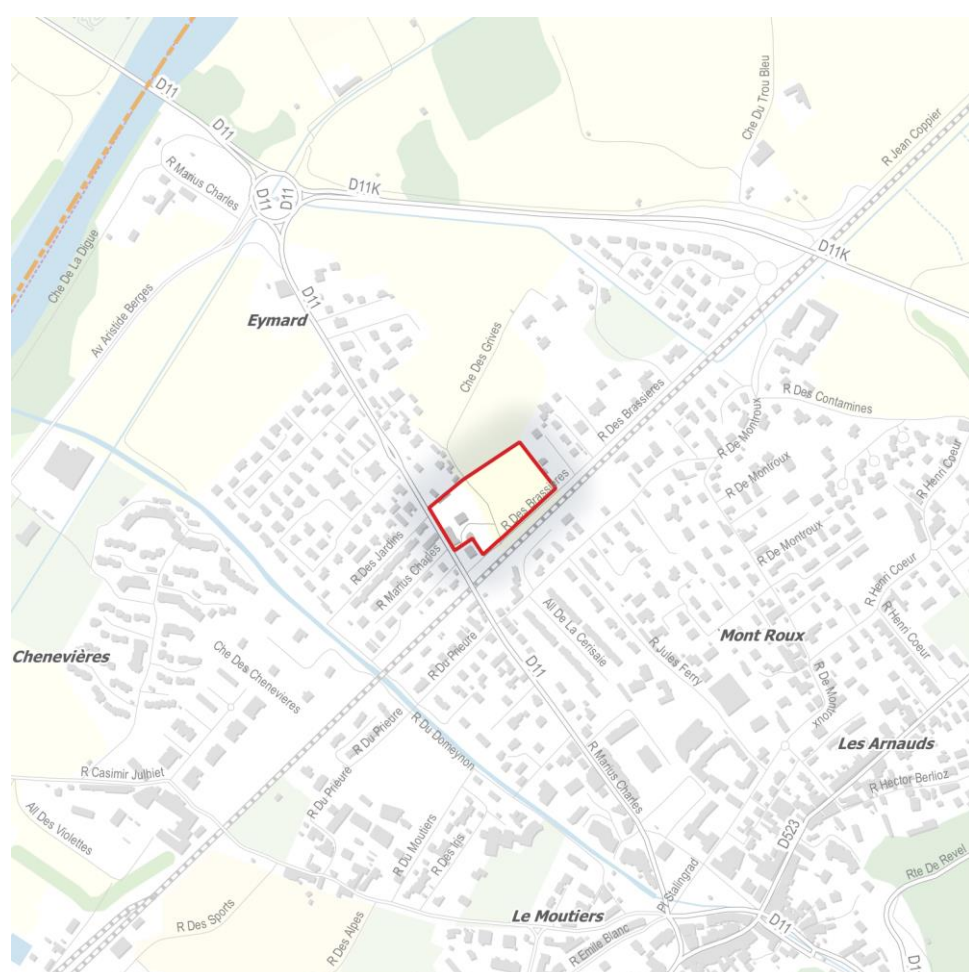 D11
D11
D11
R Marius Charles
D11
D11
D11K
Che Du Trou Bleu
R Jean Coppier
D11K
Che De La Digue
Av Aristide Berges
D11
Eymard
Che Des Grives
R Des Brassieres
R Des Contamines
R De Montroux
R De Montroux
R Henri Coeur
R Des Brassieres
R De Montroux
R Des Jardins
R Marius Charles
R Henri Coeur
R Henri Coeur
All De La Cerisaie
R Jules Ferry
Mont Roux
Chenevières
Che Des Chenevieres
R Du Prieure
D11
R De Montroux
R Du Prieure
R Du Domeynon
Les Arnauds
R Casimir Julhiet
R Du Prieure
R Marius Charles
R Hector Berlioz
All Des Violettes
R Du Moutiers
R Des Iris
D523
Rte De Revel
Pl Stalingrad
R Des Sports
R Des Alpes
Le Moutiers
R Emile Blanc
D11
D1